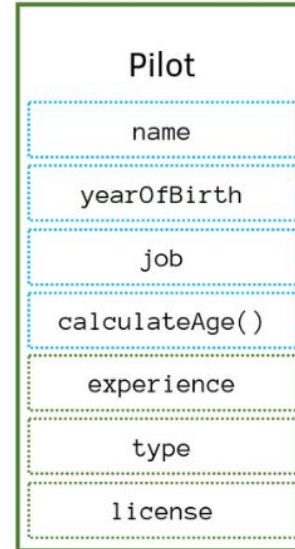 Pilot
name
yearOfBirth
job
calculateAge()
experience
type
license